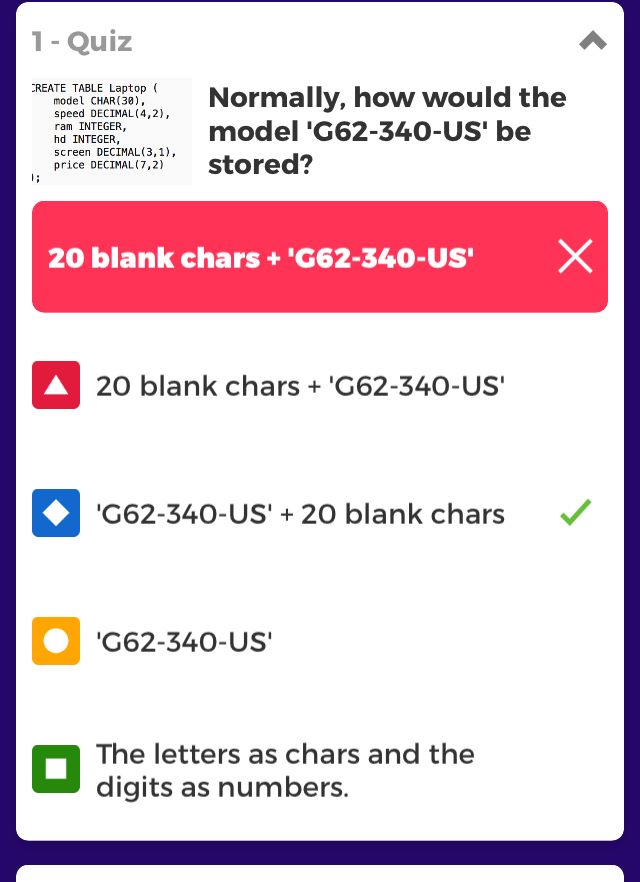 1 - Quiz
CREATE TABLE Laptop (
model CHAR(30),
speed DECIMAL(4,2),
ram INTEGER,
hd INTEGER,
screen DECIMAL(3,1),
price DECIMAL(7,2)
);
Normally, how would the
model 'G62-340-US' be
stored?
20 blank chars + 'G62-340-US'
20 blank chars + 'G62-340-US'
'G62-340-US' + 20 blank chars
'G62-340-US'
The letters as chars and the
digits as numbers.